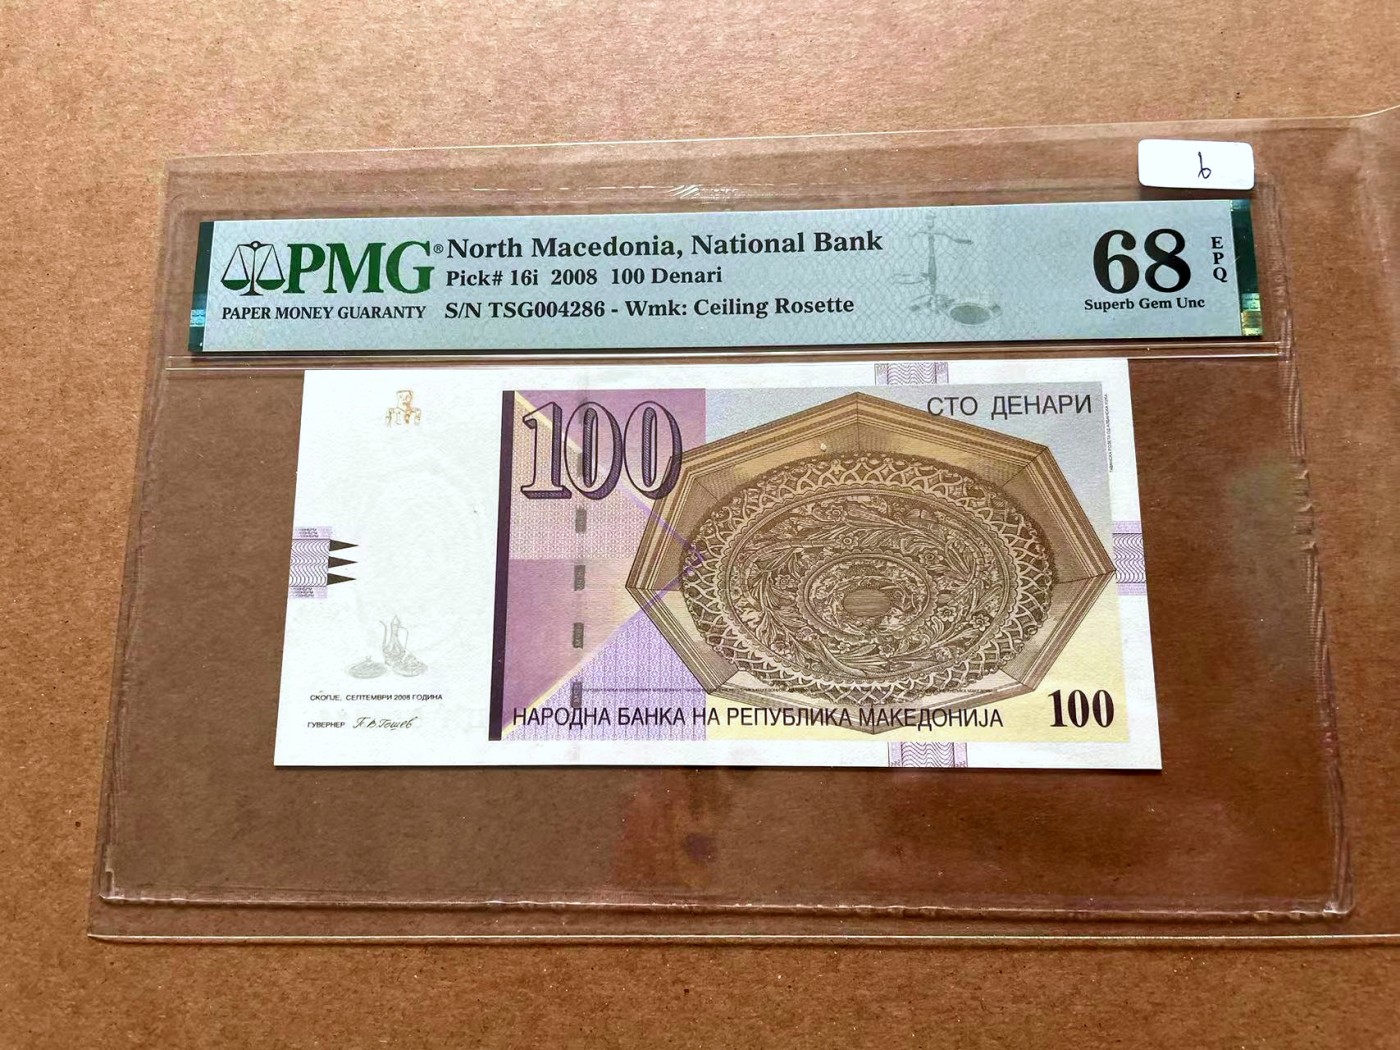 6
PMG®
PAPER MONEY GUARANTY
North Macedonia, National Bank
Pick# 16i 2008 100 Denari
S/N TSG004286 - Wmk: Ceiling Rosette
68
EPQ
Superb Gem Unc
100
СТО ДЕНАРИ
СКОПЈЕ, СЕПТЕМВРИ 2008 ГОДИНА
ГУВЕРНЕР
НАРОДНА БАНКА НА РЕПУБЛИКА МАКЕДОНИЈА
100